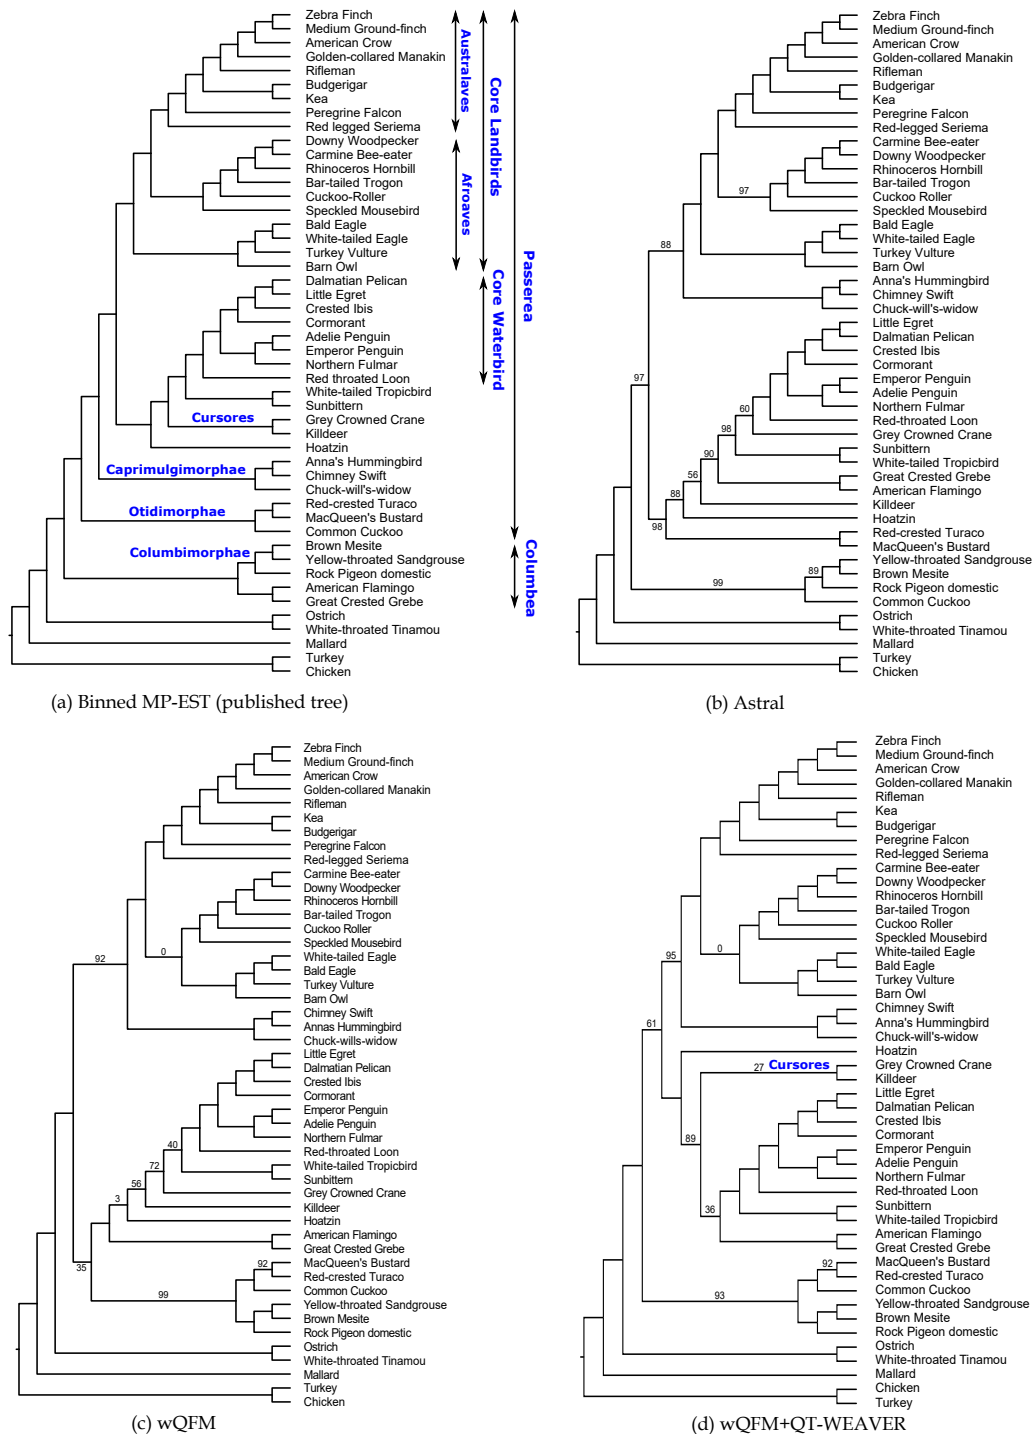 Zebra Finch
Medium Ground-finch
American Crow
Golden-collared Manakin
Rifleman
Budgerigar
Kea
Peregrine Falcon
Red legged Seriema
Downy Woodpecker
Carmine Bee-eater
Rhinoceros Hornbill
Bar-tailed Trogon
Cuckoo-Roller
Speckled Mousebird
Bald Eagle
White-tailed Eagle
Turkey Vulture
Barn Owl
Dalmatian Pelican
Little Egret
Crested Ibis
Cormorant
Adelie Penguin
Emperor Penguin
Northern Fulmar
Red throated Loon
White-tailed Tropicbird
Sunbittern
Cursores
Grey Crowned Crane
Killdeer
Hoatzin
Caprimulgimorphae
Anna's Hummingbird
Chimney Swift
Chuck-will's-widow
Otidimorphae
Red-crested Turaco
MacQueen's Bustard
Common Cuckoo
Columbimorphae
Brown Mesite
Yellow-throated Sandgrouse
Rock Pigeon domestic
American Flamingo
Great Crested Grebe
Ostrich
White-throated Tinamou
Mallard
Turkey
Chicken
Australaves
Afroaves
Core Landbirds
Core Waterbird
Passerea
Columbea
(a) Binned MP-EST (published tree)
Zebra Finch
Medium Ground-finch
American Crow
Golden-collared Manakin
Rifleman
Budgerigar
Kea
Peregrine Falcon
Red-legged Seriema
Carmine Bee-eater
Downy Woodpecker
Rhinoceros Hornbill
Bar-tailed Trogon
97
Cuckoo Roller
Speckled Mousebird
Bald Eagle
White-tailed Eagle
88
Turkey Vulture
Barn Owl
Anna's Hummingbird
Chimney Swift
Chuck-will's-widow
Little Egret
Dalmatian Pelican
Crested Ibis
Cormorant
97
Emperor Penguin
Adelie Penguin
Northern Fulmar
60
Red-throated Loon
98
Grey Crowned Crane
90
Sunbittern
White-tailed Tropicbird
56
Great Crested Grebe
American Flamingo
88
Killdeer
98
Hoatzin
Red-crested Turaco
MacQueen's Bustard
Yellow-throated Sandgrouse
89
Brown Mesite
99
Rock Pigeon domestic
Common Cuckoo
Ostrich
White-throated Tinamou
Mallard
Turkey
Chicken
(b) Astral
Zebra Finch
Medium Ground-finch
American Crow
Golden-collared Manakin
Rifleman
Kea
Budgerigar
Peregrine Falcon
Red-legged Seriema
Carmine Bee-eater
Downy Woodpecker
Rhinoceros Hornbill
Bar-tailed Trogon
Cuckoo Roller
Speckled Mousebird
0
92
White-tailed Eagle
Bald Eagle
Turkey Vulture
Barn Owl
Chimney Swift
Annas Hummingbird
Chuck-wills-widow
Little Egret
Dalmatian Pelican
Crested Ibis
Cormorant
Emperor Penguin
Adelie Penguin
Northern Fulmar
40
Red-throated Loon
72
White-tailed Tropicbird
Sunbittern
56
Grey Crowned Crane
3
Killdeer
Hoatzin
American Flamingo
Great Crested Grebe
35
92
MacQueen's Bustard
Red-crested Turaco
99
Common Cuckoo
Yellow-throated Sandgrouse
Brown Mesite
Rock Pigeon domestic
Ostrich
White-throated Tinamou
Mallard
Turkey
Chicken
(c) wQFM
Zebra Finch
Medium Ground-finch
American Crow
Golden-collared Manakin
Rifleman
Kea
Budgerigar
Peregrine Falcon
Red-legged Seriema
Carmine Bee-eater
Downy Woodpecker
Rhinoceros Hornbill
Bar-tailed Trogon
Cuckoo Roller
Speckled Mousebird
0
95
White-tailed Eagle
Bald Eagle
Turkey Vulture
Barn Owl
Chimney Swift
61
Anna's Hummingbird
Chuck-will's-widow
Hoatzin
27 Cursores
Grey Crowned Crane
Killdeer
Little Egret
Dalmatian Pelican
Crested Ibis
89
Cormorant
Emperor Penguin
Adelie Penguin
Northern Fulmar
Red-throated Loon
36
Sunbittern
White-tailed Tropicbird
American Flamingo
Great Crested Grebe
92
MacQueen's Bustard
Red-crested Turaco
93
Common Cuckoo
Yellow-throated Sandgrouse
Brown Mesite
Rock Pigeon domestic
Ostrich
White-throated Tinamou
Mallard
Chicken
Turkey
(d) wQFM+QT-WEAVER